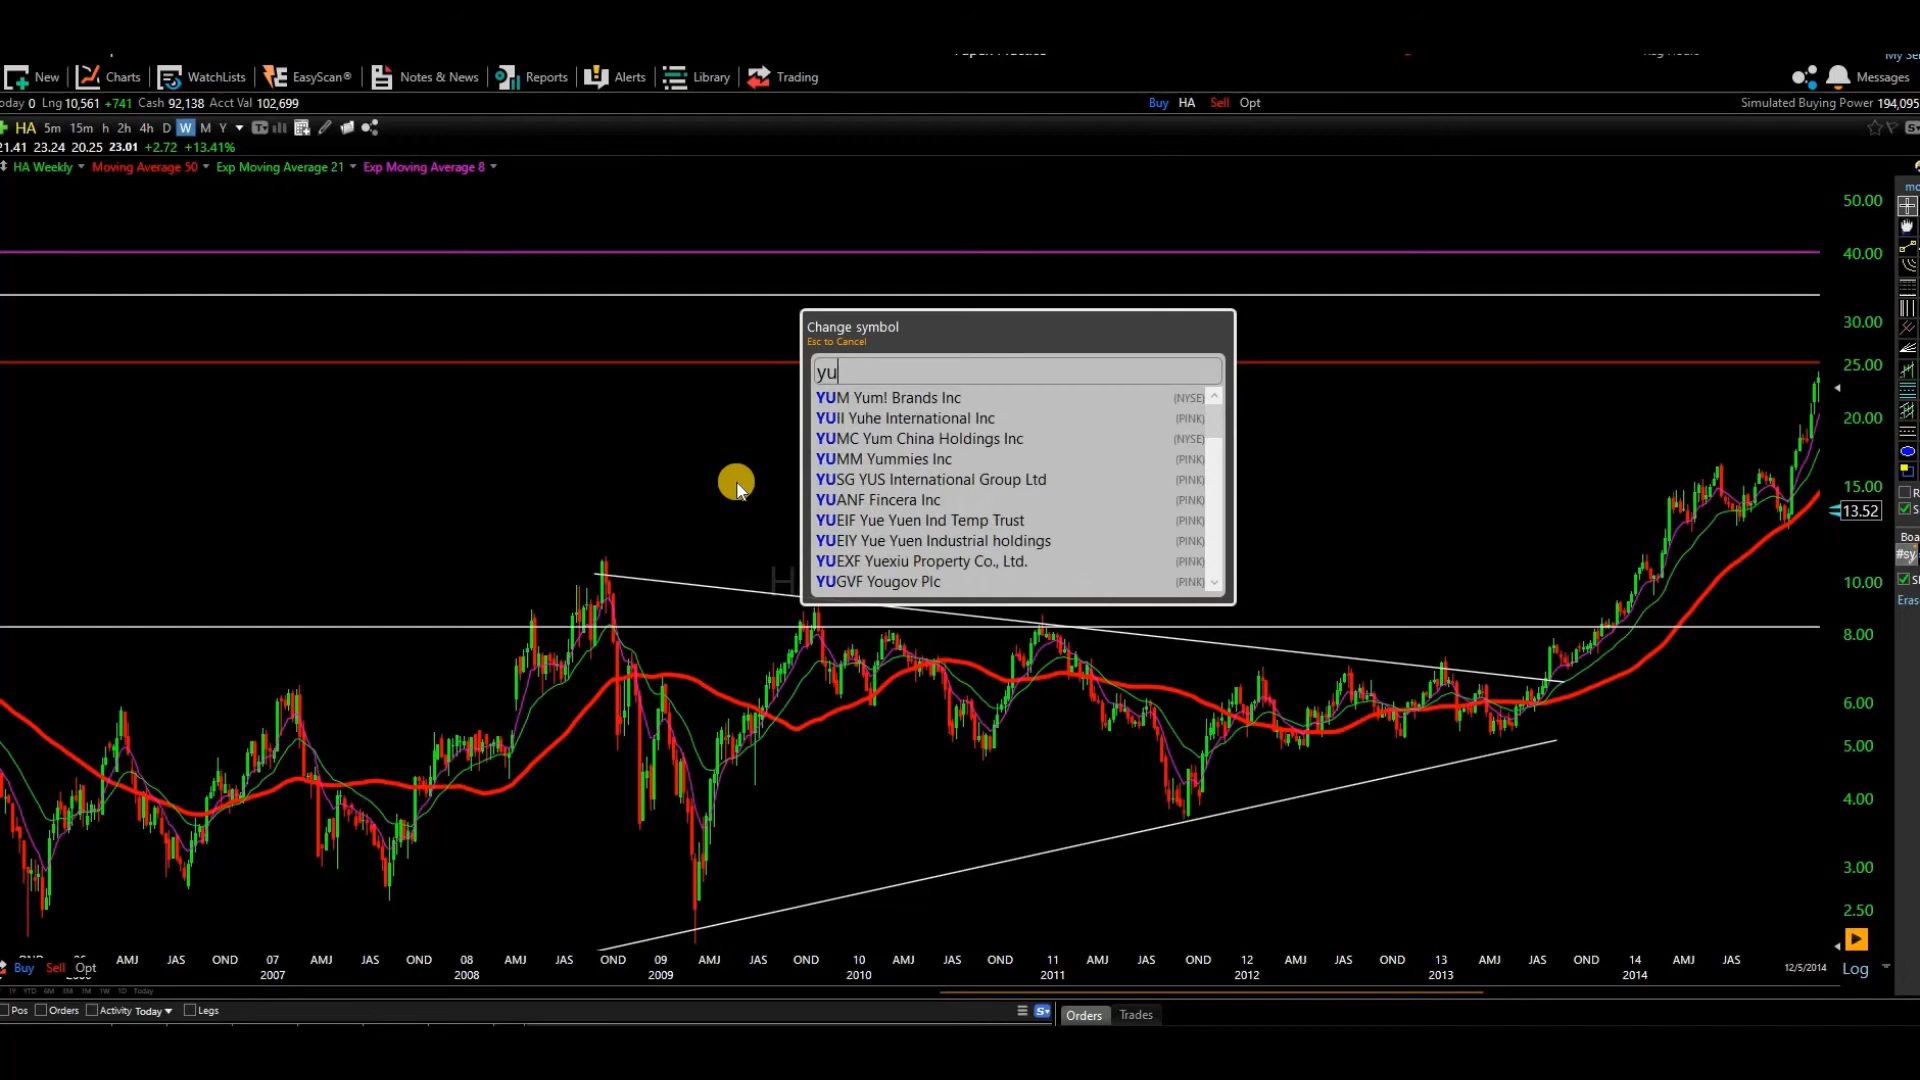 New Charts WatchLists EasyScan® Notes & News Reports Alerts Library Trading Messages
oday 0 Lng 10,561 +741 Cash 92,138 Acct Val 102,699 Buy HA Sell Opt Simulated Buying Power 194,095
HA 5m 15m h 2h 4h D W M Y
21.41 23.24 20.25 23.01 +2.72 +13.41%
HA Weekly Moving Average 50 Exp Moving Average 21 Exp Moving Average 8
50.00
40.00
30.00
25.00
20.00
15.00
13.52
10.00
8.00
6.00
5.00
4.00
3.00
2.50
Change symbol
Esc to Cancel
yu
YUM Yum! Brands Inc (NYSE)
YUII Yuhe International Inc (PINK)
YUMC Yum China Holdings Inc (NYSE)
YUMM Yummies Inc (PINK)
YUSG YUS International Group Ltd (PINK)
YUANF Fincera Inc (PINK)
YUEIF Yue Yuen Ind Temp Trust (PINK)
YUEIY Yue Yuen Industrial holdings (PINK)
YUEXF Yuexiu Property Co., Ltd. (PINK)
YUGVF Yougov Plc (PINK)
AMJ JAS OND 07 AMJ JAS OND 08 AMJ JAS OND 09 AMJ JAS OND 10 AMJ JAS OND 11 AMJ JAS OND 12 AMJ JAS OND 13 AMJ JAS OND 14 AMJ JAS 12/5/2014
2007 2008 2009 2010 2011 2012 2013 2014
Buy Sell Opt Log
Pos Orders Activity Today Legs Orders Trades